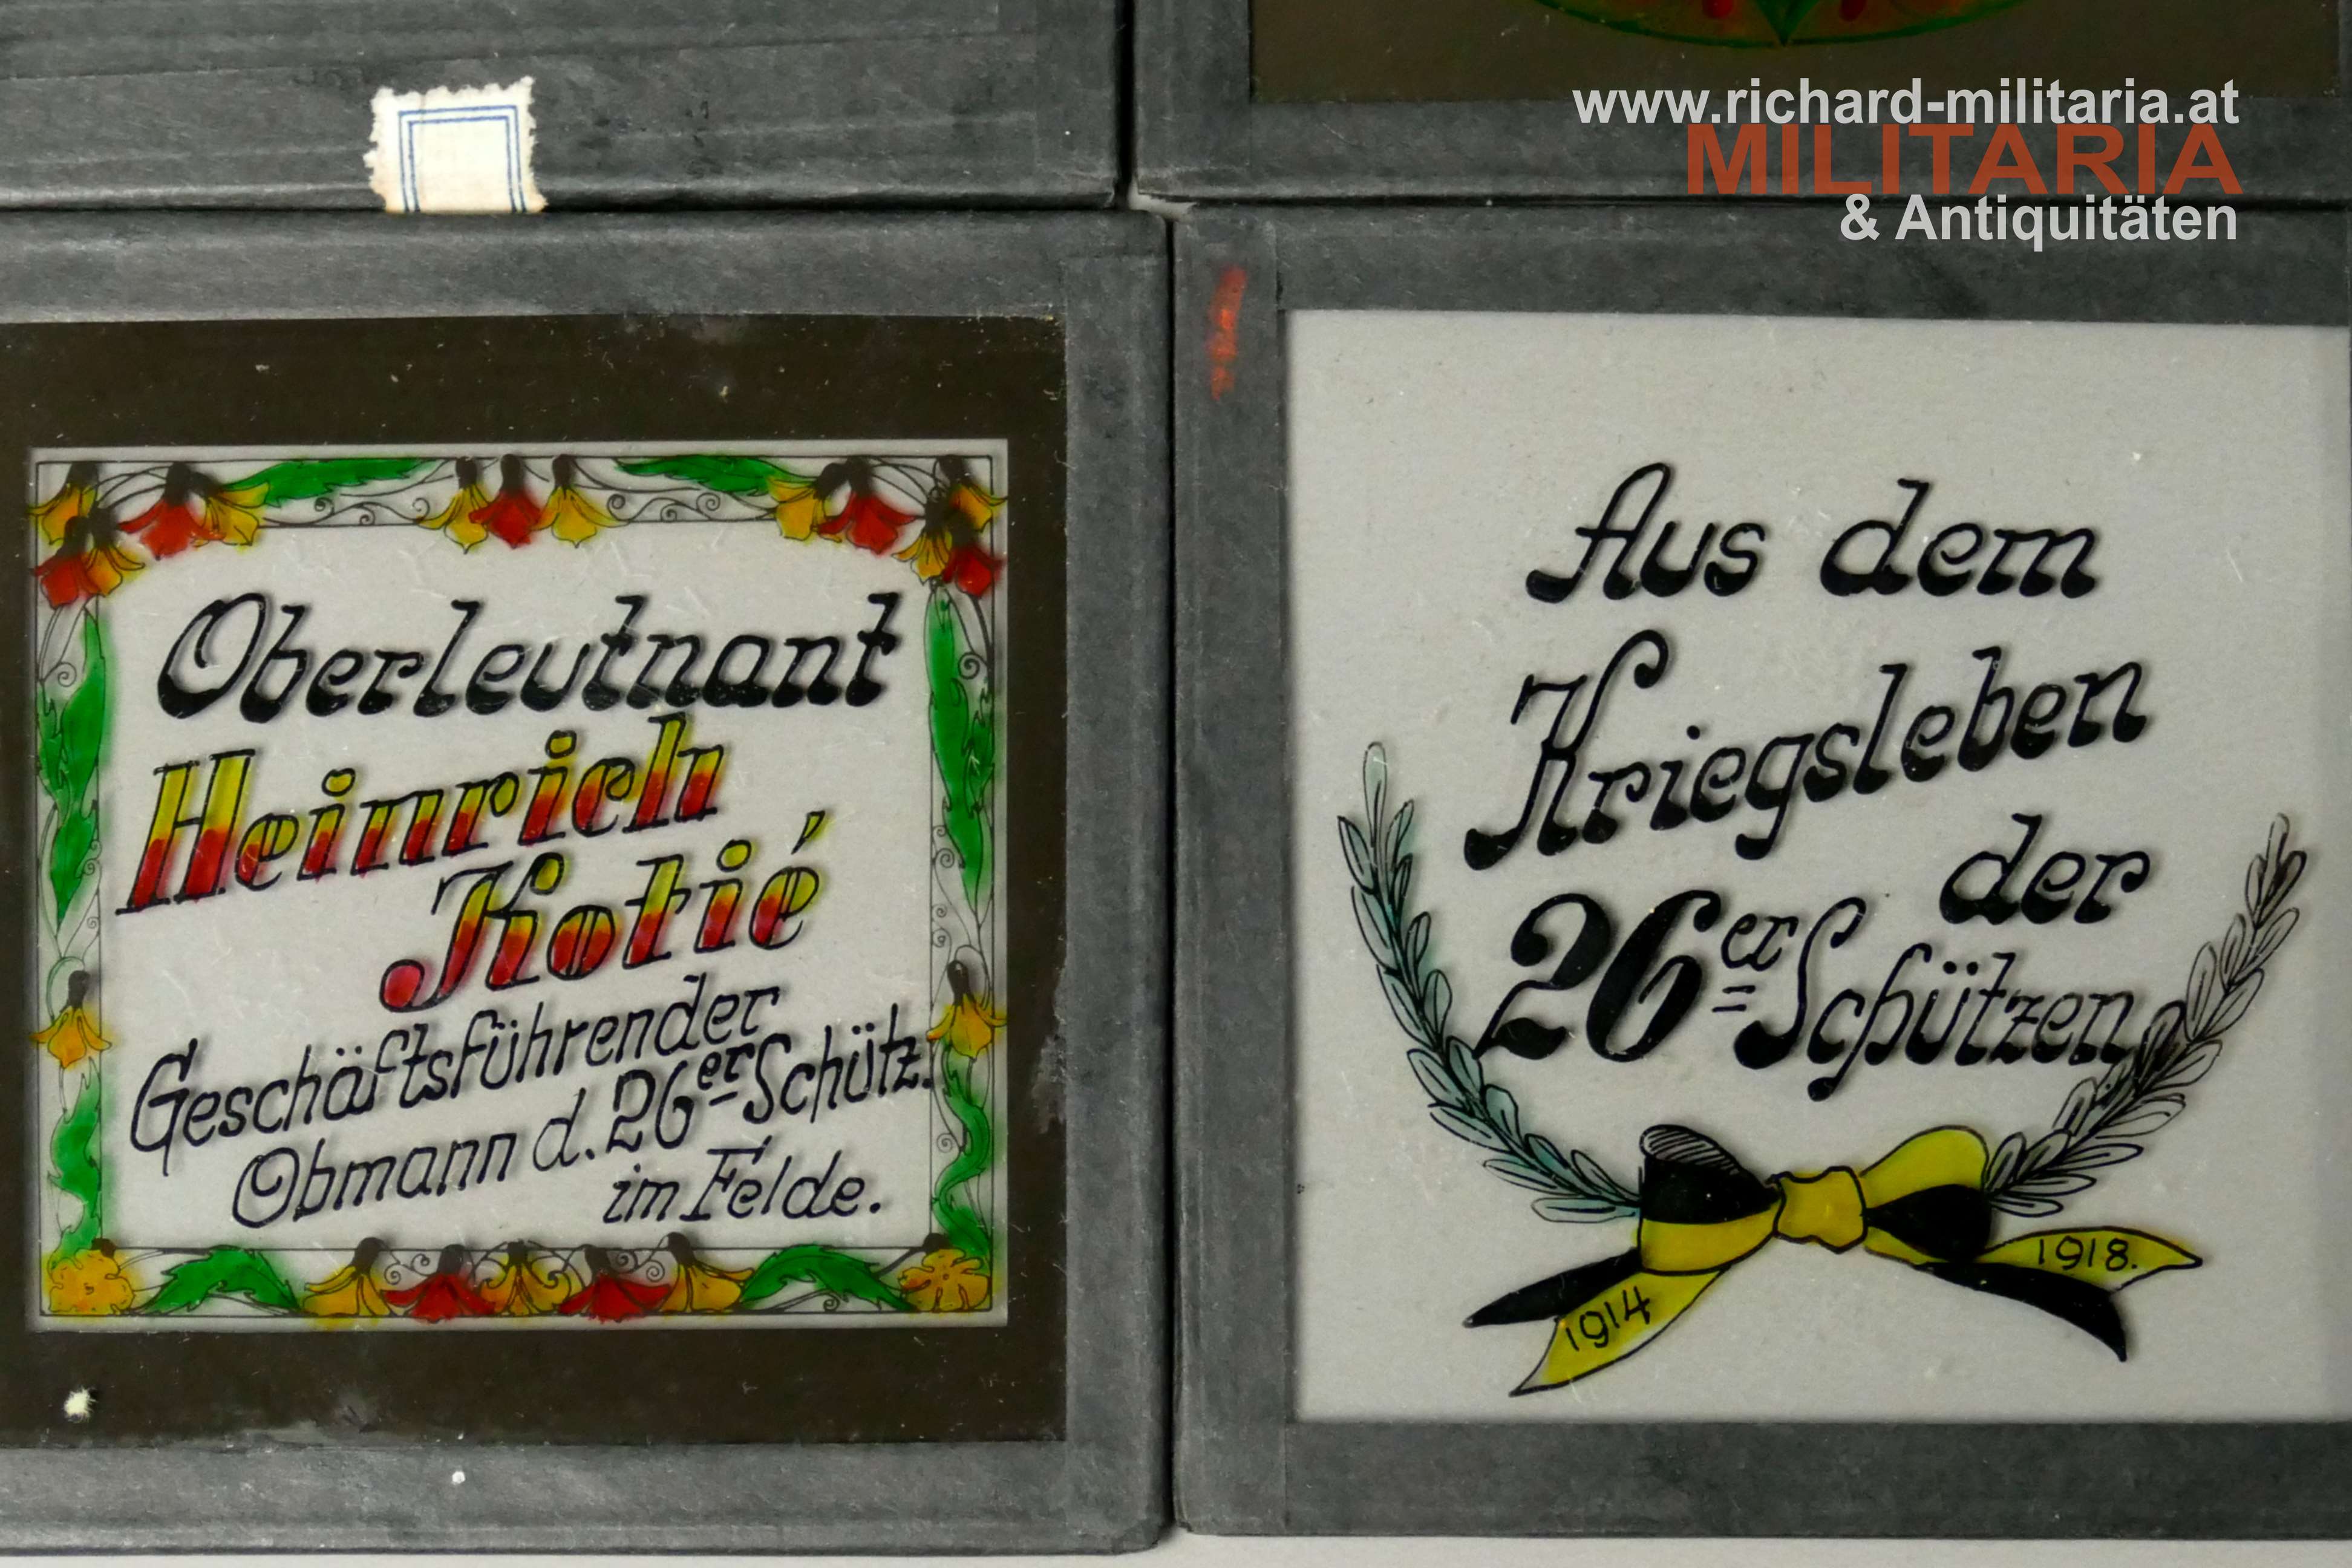 www.richard-militaria.at
MILITARIA
& Antiquitäten
Oberleutnant
Heinrich
Kotié
Geschäftsführender
Obmann d. 26er=Schütz.
im Felde.
Aus dem
Kriegsleben
der
26er=Schützen
1914
1918.